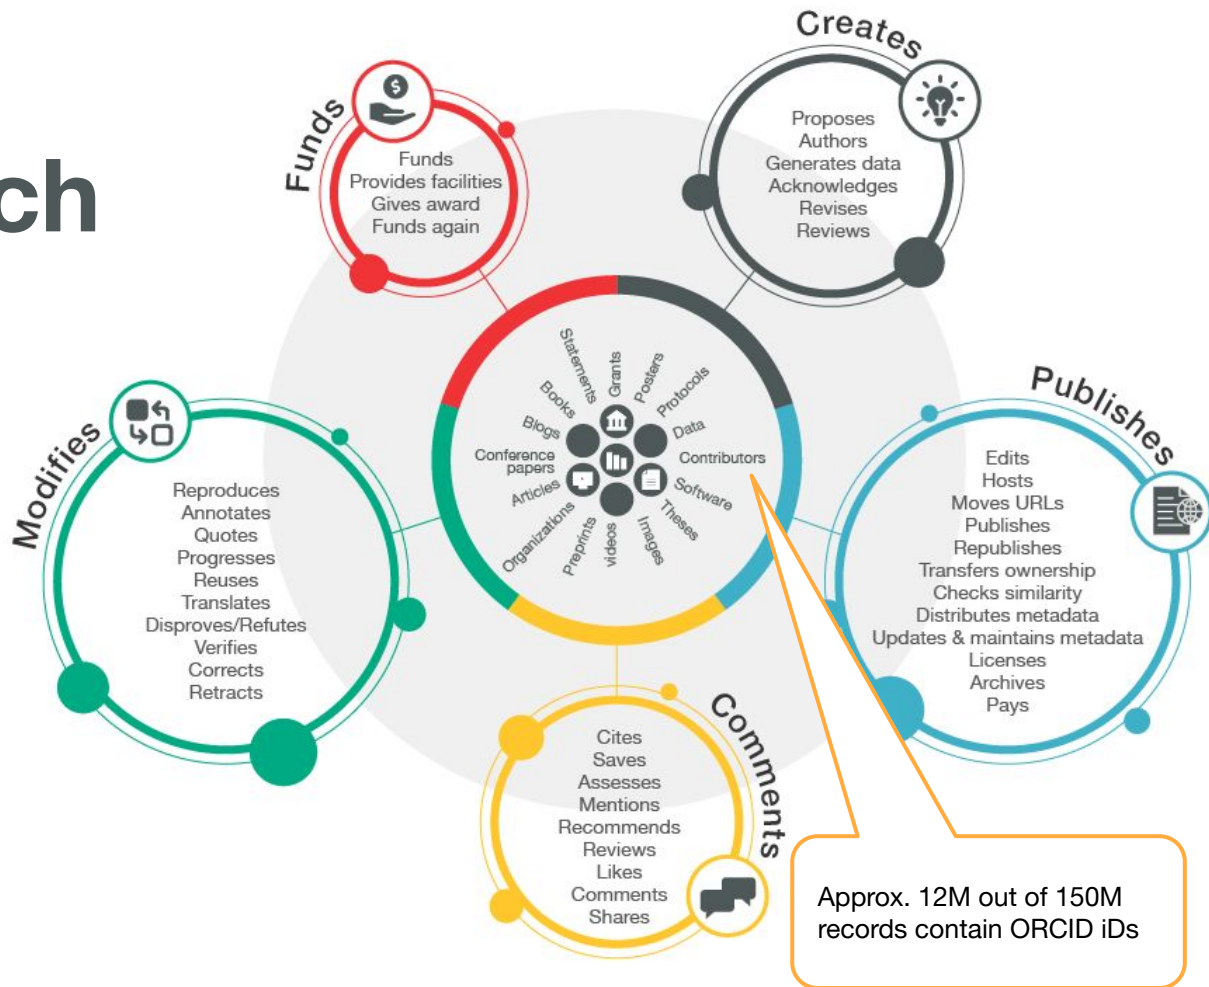 ch
Funds
Funds
Provides facilities
Gives award
Funds again
Creates
Proposes
Authors
Generates data
Acknowledges
Revises
Reviews
Statements
Grants
Posters
Protocols
Data
Contributors
Software
Theses
Images
videos
Preprints
Organizations
Articles
Conference
papers
Blogs
Books
Modifies
Reproduces
Annotates
Quotes
Progresses
Reuses
Translates
Disproves/Refutes
Verifies
Corrects
Retracts
Publishes
Edits
Hosts
Moves URLs
Publishes
Republishes
Transfers ownership
Checks similarity
Distributes metadata
Updates & maintains metadata
Licenses
Archives
Pays
Comments
Cites
Saves
Assesses
Mentions
Recommends
Reviews
Likes
Comments
Shares
Approx. 12M out of 150M
records contain ORCID iDs